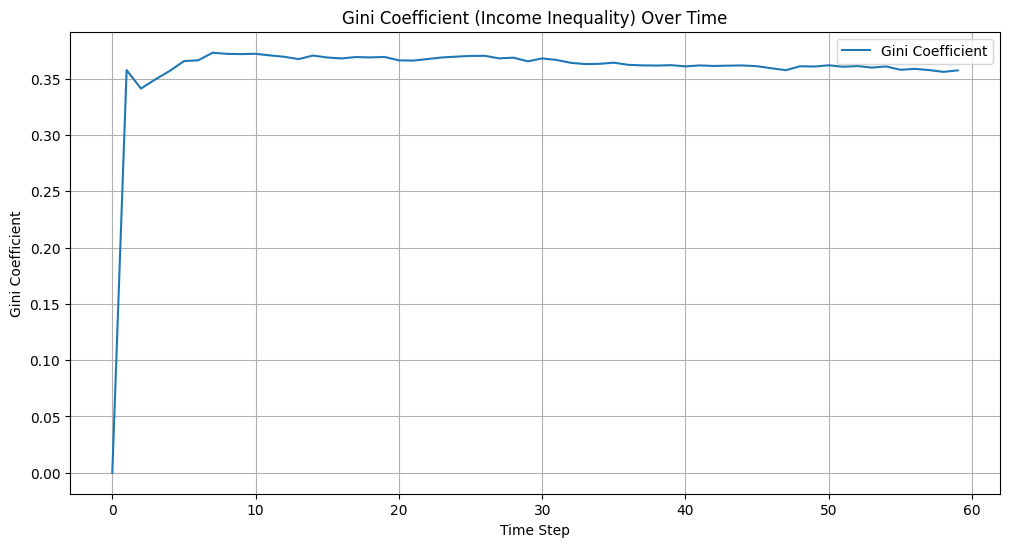 Gini Coefficient (Income Inequality) Over Time
Gini Coefficient
0.35
0.30
0.25
0.20
0.15
0.10
0.05
0.00
Gini Coefficient
0 10 20 30 40 50 60
Time Step